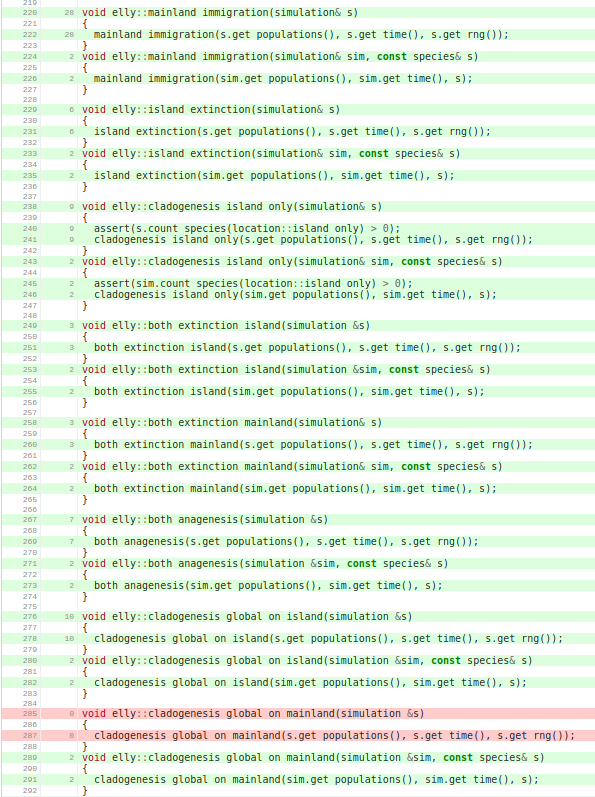 219
220 28 void elly::mainland immigration(simulation& s)
221 {
222 28 mainland immigration(s.get populations(), s.get time(), s.get rng());
223 }
224 2 void elly::mainland immigration(simulation& sim, const species& s)
225 {
226 2 mainland immigration(sim.get populations(), sim.get time(), s);
227 }
228
229 6 void elly::island extinction(simulation& s)
230 {
231 6 island extinction(s.get populations(), s.get time(), s.get rng());
232 }
233 2 void elly::island extinction(simulation& sim, const species& s)
234 {
235 2 island extinction(sim.get populations(), sim.get time(), s);
236 }
237
238 9 void elly::cladogenesis island only(simulation& s)
239 {
240 9 assert(s.count species(location::island only) > 0);
241 9 cladogenesis island only(s.get populations(), s.get time(), s.get rng());
242 }
243 2 void elly::cladogenesis island only(simulation& sim, const species& s)
244 {
245 2 assert(sim.count species(location::island only) > 0);
246 2 cladogenesis island only(sim.get populations(), sim.get time(), s);
247 }
248
249 3 void elly::both extinction island(simulation &s)
250 {
251 3 both extinction island(s.get populations(), s.get time(), s.get rng());
252 }
253 2 void elly::both extinction island(simulation &sim, const species& s)
254 {
255 2 both extinction island(sim.get populations(), sim.get time(), s);
256 }
257
258 3 void elly::both extinction mainland(simulation& s)
259 {
260 3 both extinction mainland(s.get populations(), s.get time(), s.get rng());
261 }
262 2 void elly::both extinction mainland(simulation& sim, const species& s)
263 {
264 2 both extinction mainland(sim.get populations(), sim.get time(), s);
265 }
266
267 7 void elly::both anagenesis(simulation &s)
268 {
269 7 both anagenesis(s.get populations(), s.get time(), s.get rng());
270 }
271 2 void elly::both anagenesis(simulation &sim, const species& s)
272 {
273 2 both anagenesis(sim.get populations(), sim.get time(), s);
274 }
275
276 10 void elly::cladogenesis global on island(simulation &s)
277 {
278 10 cladogenesis global on island(s.get populations(), s.get time(), s.get rng());
279 }
280 2 void elly::cladogenesis global on island(simulation &sim, const species& s)
281 {
282 2 cladogenesis global on island(sim.get populations(), sim.get time(), s);
283 }
284
285 0 void elly::cladogenesis global on mainland(simulation &s)
286 {
287 0 cladogenesis global on mainland(s.get populations(), s.get time(), s.get rng());
288 }
289 2 void elly::cladogenesis global on mainland(simulation &sim, const species& s)
290 {
291 2 cladogenesis global on mainland(sim.get populations(), sim.get time(), s);
292 }